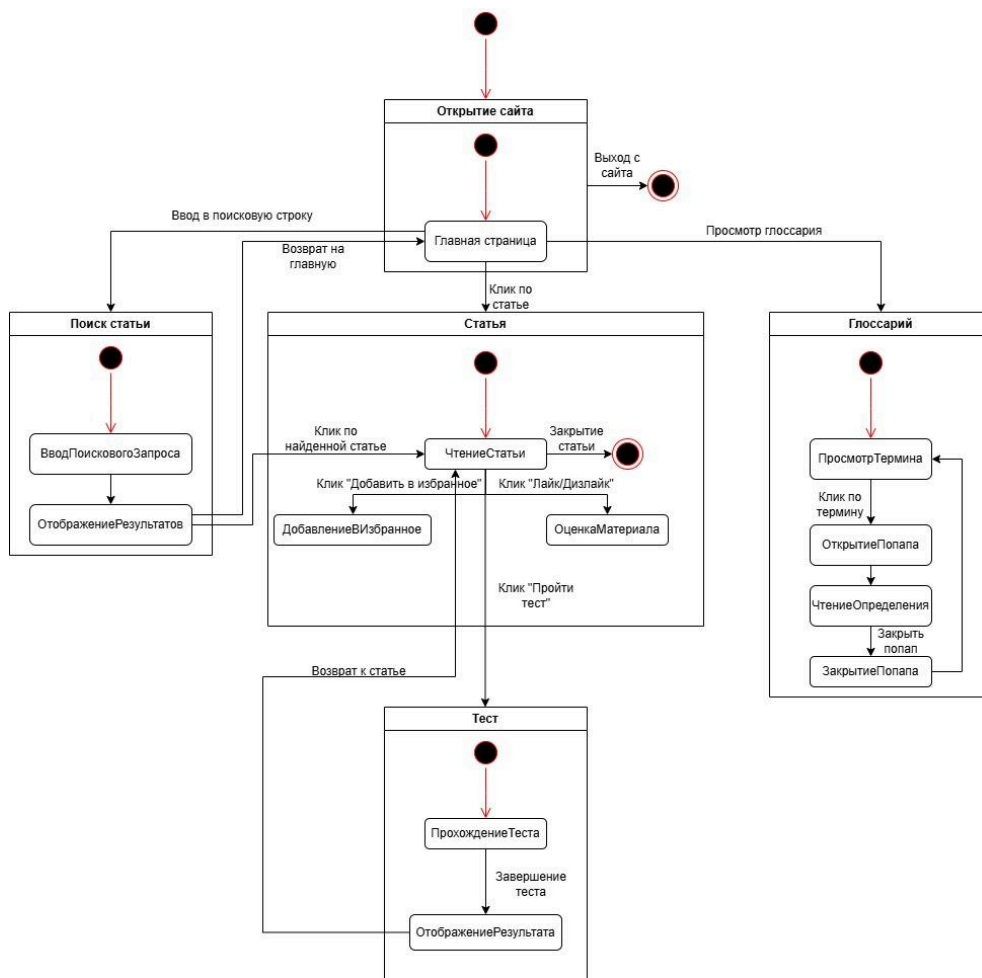 Открытие сайта
Выход с
сайта
Ввод в поисковую строку
Главная страница
Просмотр глоссария
Возврат на
главную
Клик по
статье
Поиск статьи
Статья
Глоссарий
Клик по
найденной статье
Закрытие
статьи
ВводПоисковогоЗапроса
ЧтениеСтатьи
ПросмотрТермина
Клик "Добавить в избранное"
Клик "Лайк/Дизлайк"
Клик по
термину
ОтображениеРезультатов
ДобавлениеВИзбранное
ОценкаМатериала
ОткрытиеПопапа
Клик "Пройти
тест"
ЧтениеОпределения
Закрыть
попап
Возврат к статье
ЗакрытиеПопапа
Тест
ПрохождениеТеста
Завершение
теста
ОтображениеРезультата